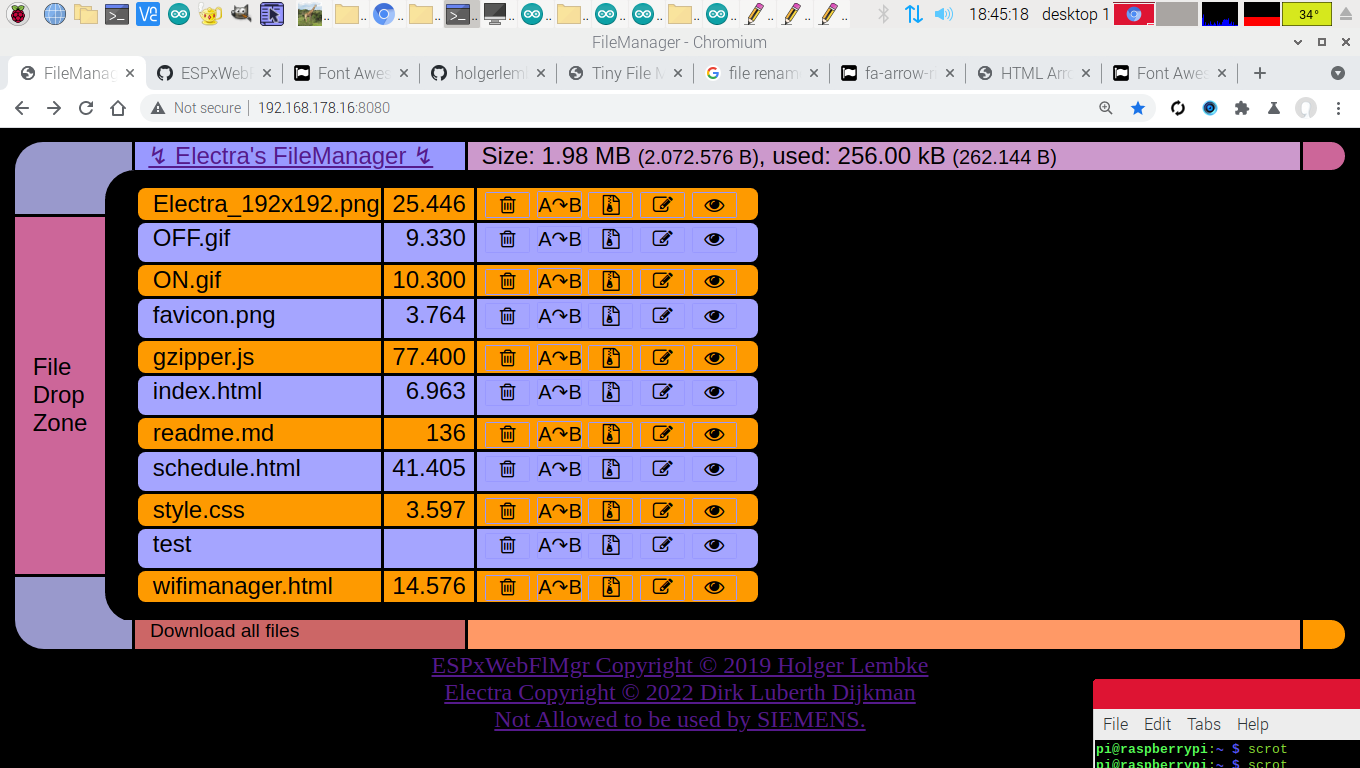 .. .. .. .. .. .. .. .. .. .. .. .. .. .. 18:45:18 desktop 1 34°
FileManager - Chromium
FileManag ESPxWebF Font Awes holgerlem Tiny File M file renam fa-arrow-r HTML Arro Font Awes
Not secure 192.168.178.16:8080
↯ Electra's FileManager ↯ Size: 1.98 MB (2.072.576 B), used: 256.00 kB (262.144 B)
Electra_192x192.png 25.446 A↷B
OFF.gif 9.330 A↷B
ON.gif 10.300 A↷B
favicon.png 3.764 A↷B
gzipper.js 77.400 A↷B
index.html 6.963 A↷B
readme.md 136 A↷B
schedule.html 41.405 A↷B
style.css 3.597 A↷B
test A↷B
wifimanager.html 14.576 A↷B
File
Drop
Zone
Download all files
ESPxWebFlMgr Copyright © 2019 Holger Lembke
Electra Copyright © 2022 Dirk Luberth Dijkman
Not Allowed to be used by SIEMENS.
File Edit Tabs Help
pi@raspberrypi:~ $ scrot
pi@raspberrypi:~ $ scrot